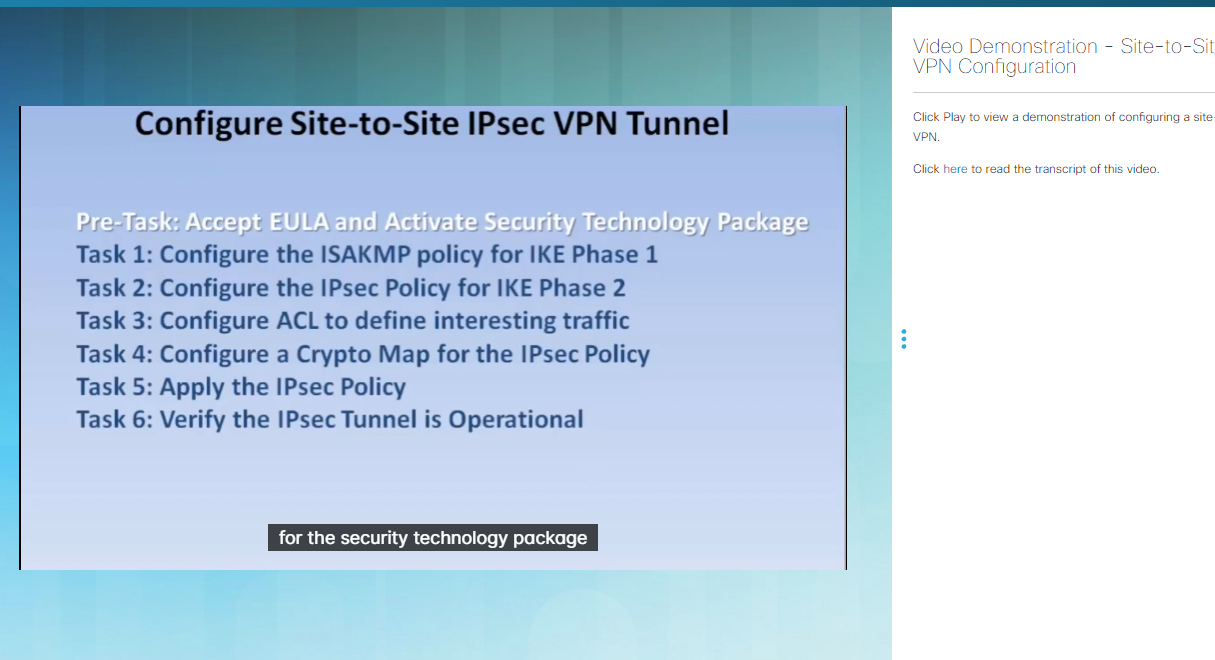 Configure Site-to-Site IPsec VPN Tunnel
Pre-Task: Accept EULA and Activate Security Technology Package
Task 1: Configure the ISAKMP policy for IKE Phase 1
Task 2: Configure the IPsec Policy for IKE Phase 2
Task 3: Configure ACL to define interesting traffic
Task 4: Configure a Crypto Map for the IPsec Policy
Task 5: Apply the IPsec Policy
Task 6: Verify the IPsec Tunnel is Operational
for the security technology package
Video Demonstration - Site-to-Sit
VPN Configuration
Click Play to view a demonstration of configuring a site-
VPN.
Click here to read the transcript of this video.